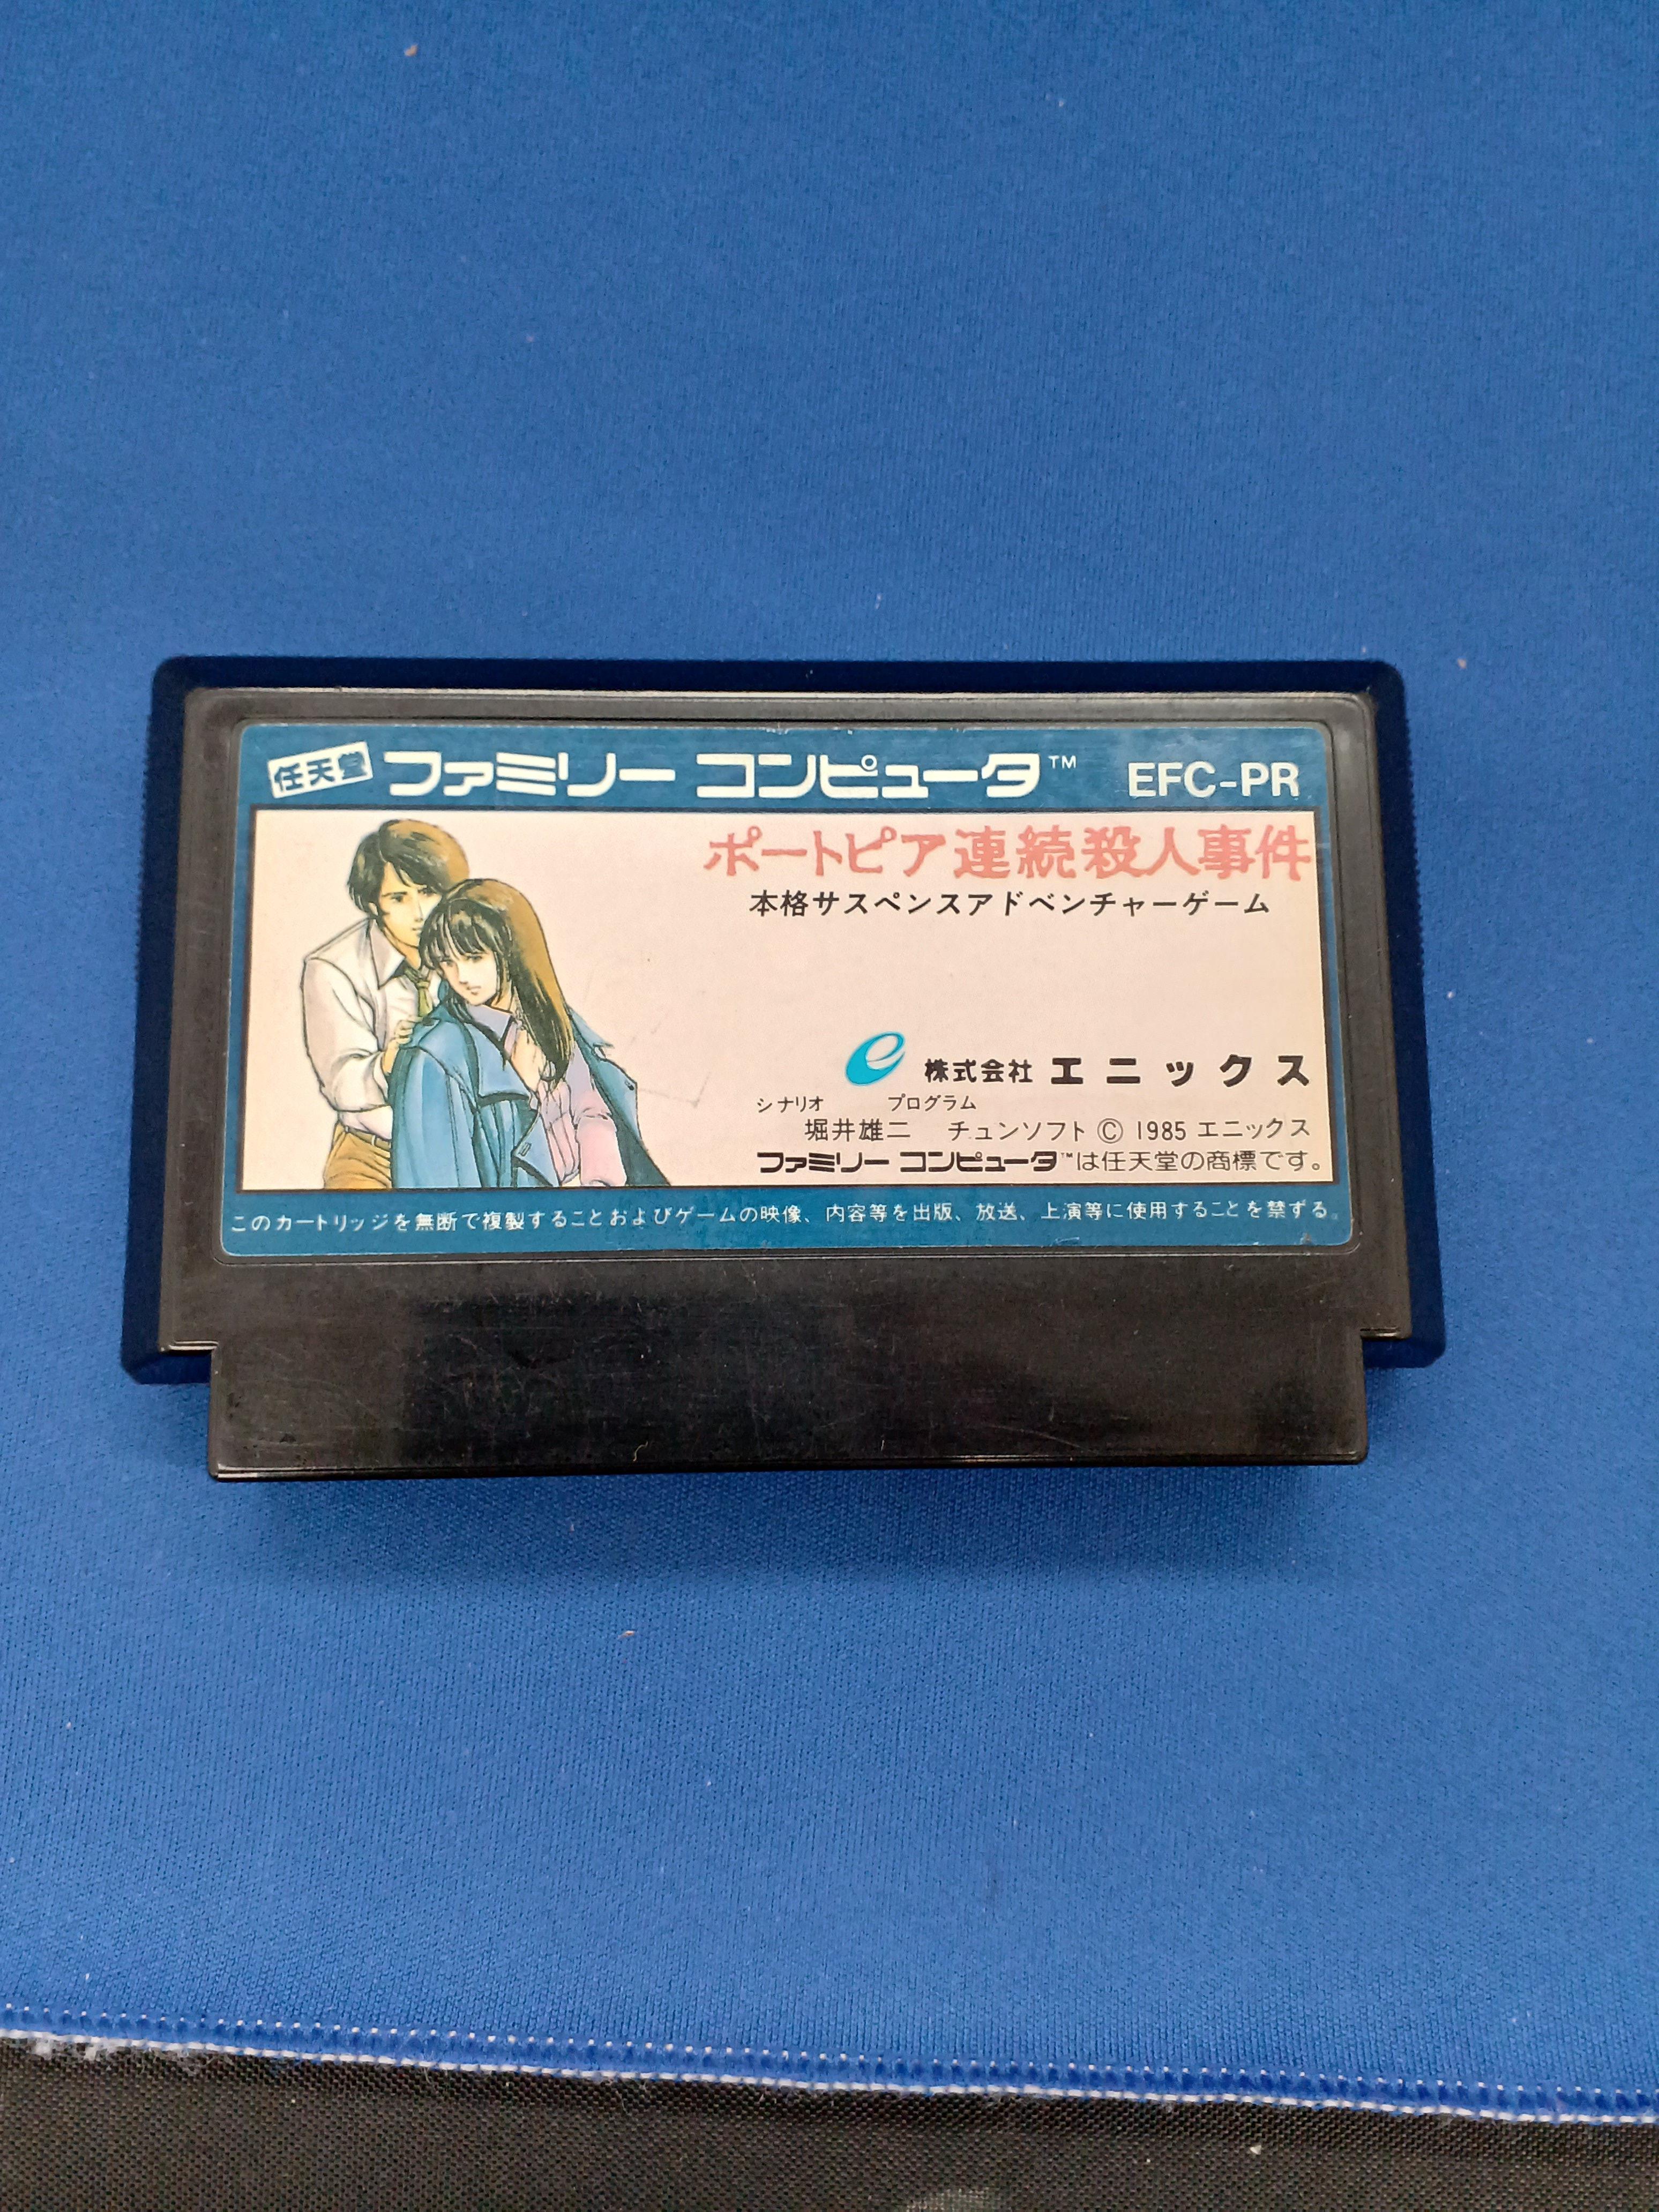 任天堂 ファミリー コンピュータ™ EFC-PR
ポートピア連続殺人事件
本格サスペンスアドベンチャーゲーム
e 株式会社 エニックス
シナリオ プログラム
堀井雄二 チュンソフト © 1985 エニックス
ファミリー コンピュータ™は任天堂の商標です。
このカートリッジを無断で複製することおよびゲームの映像、内容等を出版、放送、上演等に使用することを禁ずる。